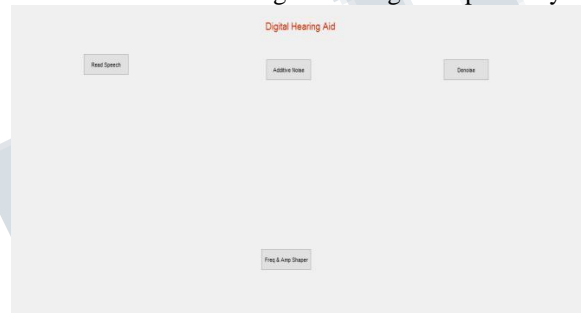 Digital Hearing Aid
Read Speech
Additive Noise
Denoise
Freq & Amp Shaper